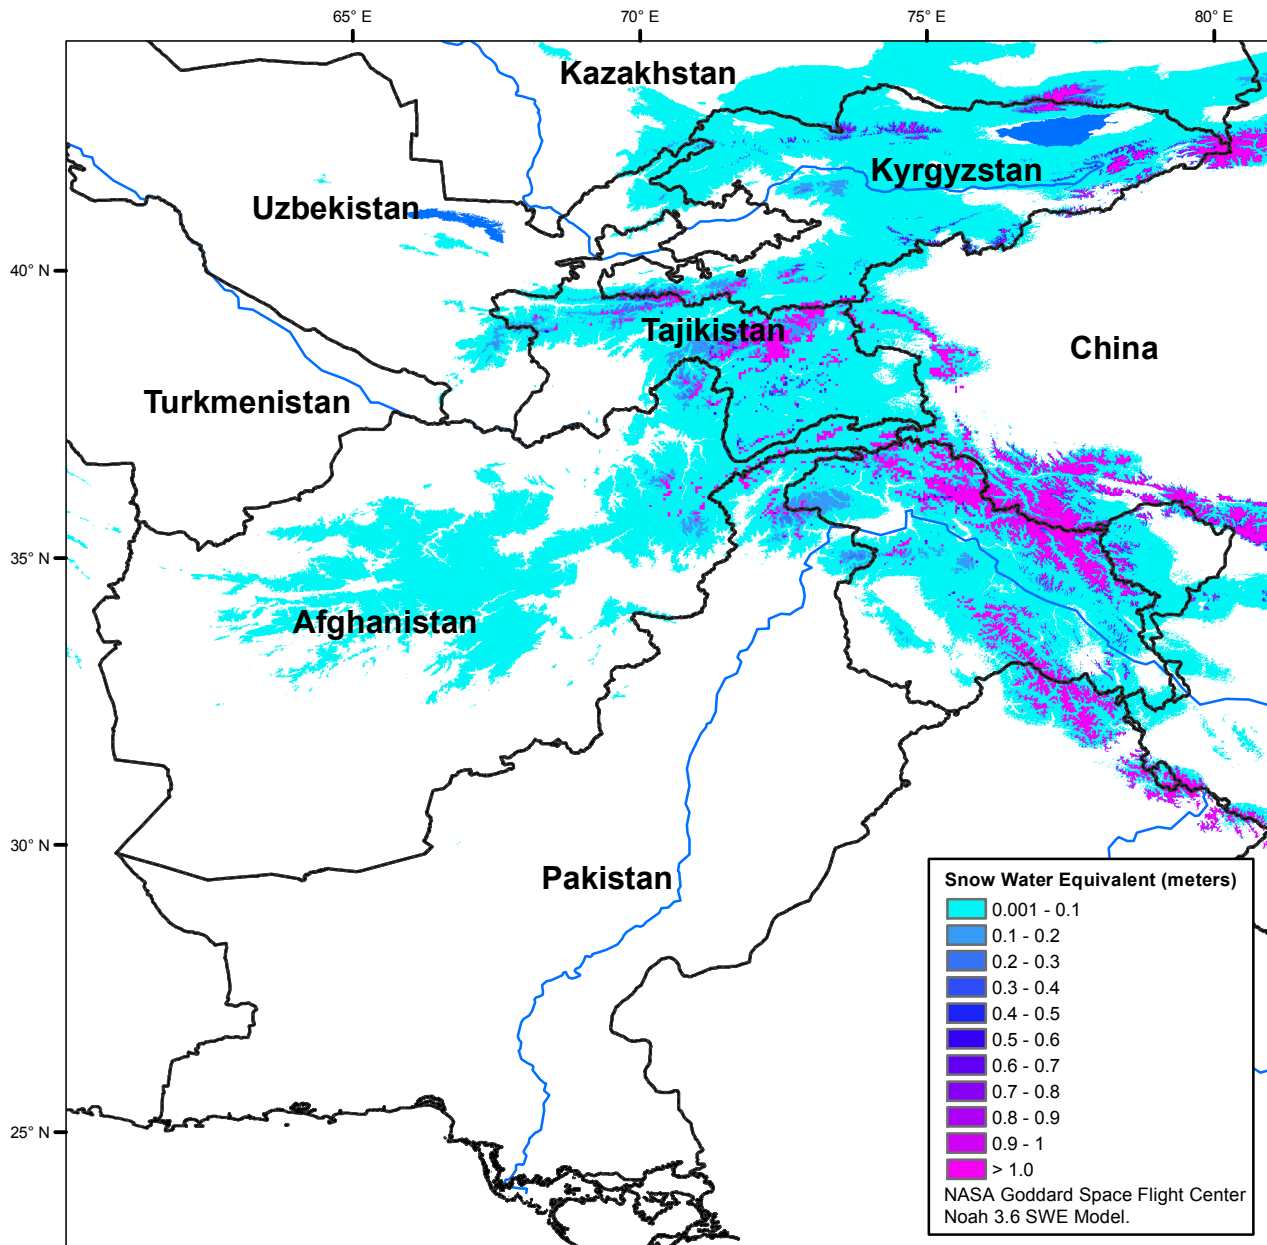 65° E
70° E
75° E
80° E
Kazakhstan
Kyrgyzstan
Uzbekistan
40° N
Tajikistan
China
Turkmenistan
35° N
Afghanistan
30° N
Pakistan
25° N
Snow Water Equivalent (meters)
0.001 - 0.1
0.1 - 0.2
0.2 - 0.3
0.3 - 0.4
0.4 - 0.5
0.5 - 0.6
0.6 - 0.7
0.7 - 0.8
0.8 - 0.9
0.9 - 1
> 1.0
NASA Goddard Space Flight Center
Noah 3.6 SWE Model.